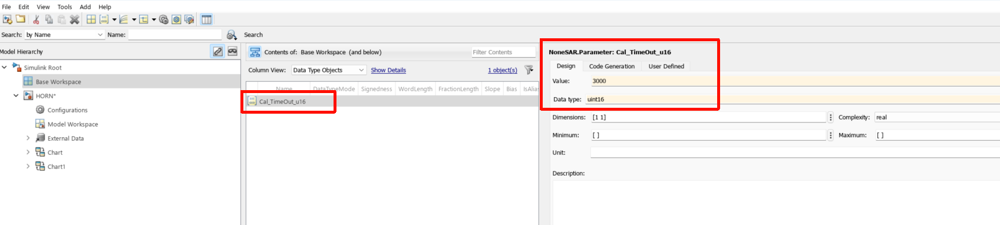 File Edit View Tools Add Help
Search: by Name Name: Search
Model Hierarchy
Simulink Root
Base Workspace
HORN*
Configurations
Model Workspace
External Data
Chart
Chart1
Contents of: Base Workspace (and below) Filter Contents
Column View: Data Type Objects Show Details 1 object(s)
Name DataTypeMode Signedness WordLength FractionLength Slope Bias IsAlias
Cal_TimeOut_u16
NoneSAR.Parameter: Cal_TimeOut_u16
Design Code Generation User Defined
Value: 3000
Data type: uint16
Dimensions: [1 1] Complexity: real
Minimum: [ ] Maximum: [ ]
Unit:
Description: